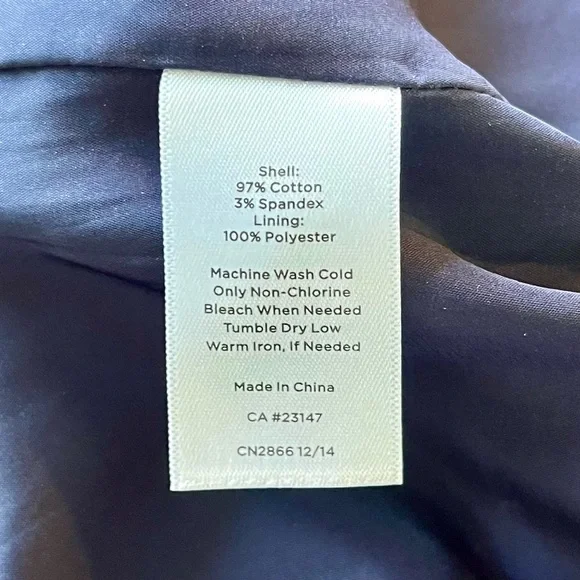 Shell:
97% Cotton
3% Spandex
Lining:
100% Polyester
Machine Wash Cold
Only Non-Chlorine
Bleach When Needed
Tumble Dry Low
Warm Iron, If Needed
Made In China
CA #23147
CN2866 12/14